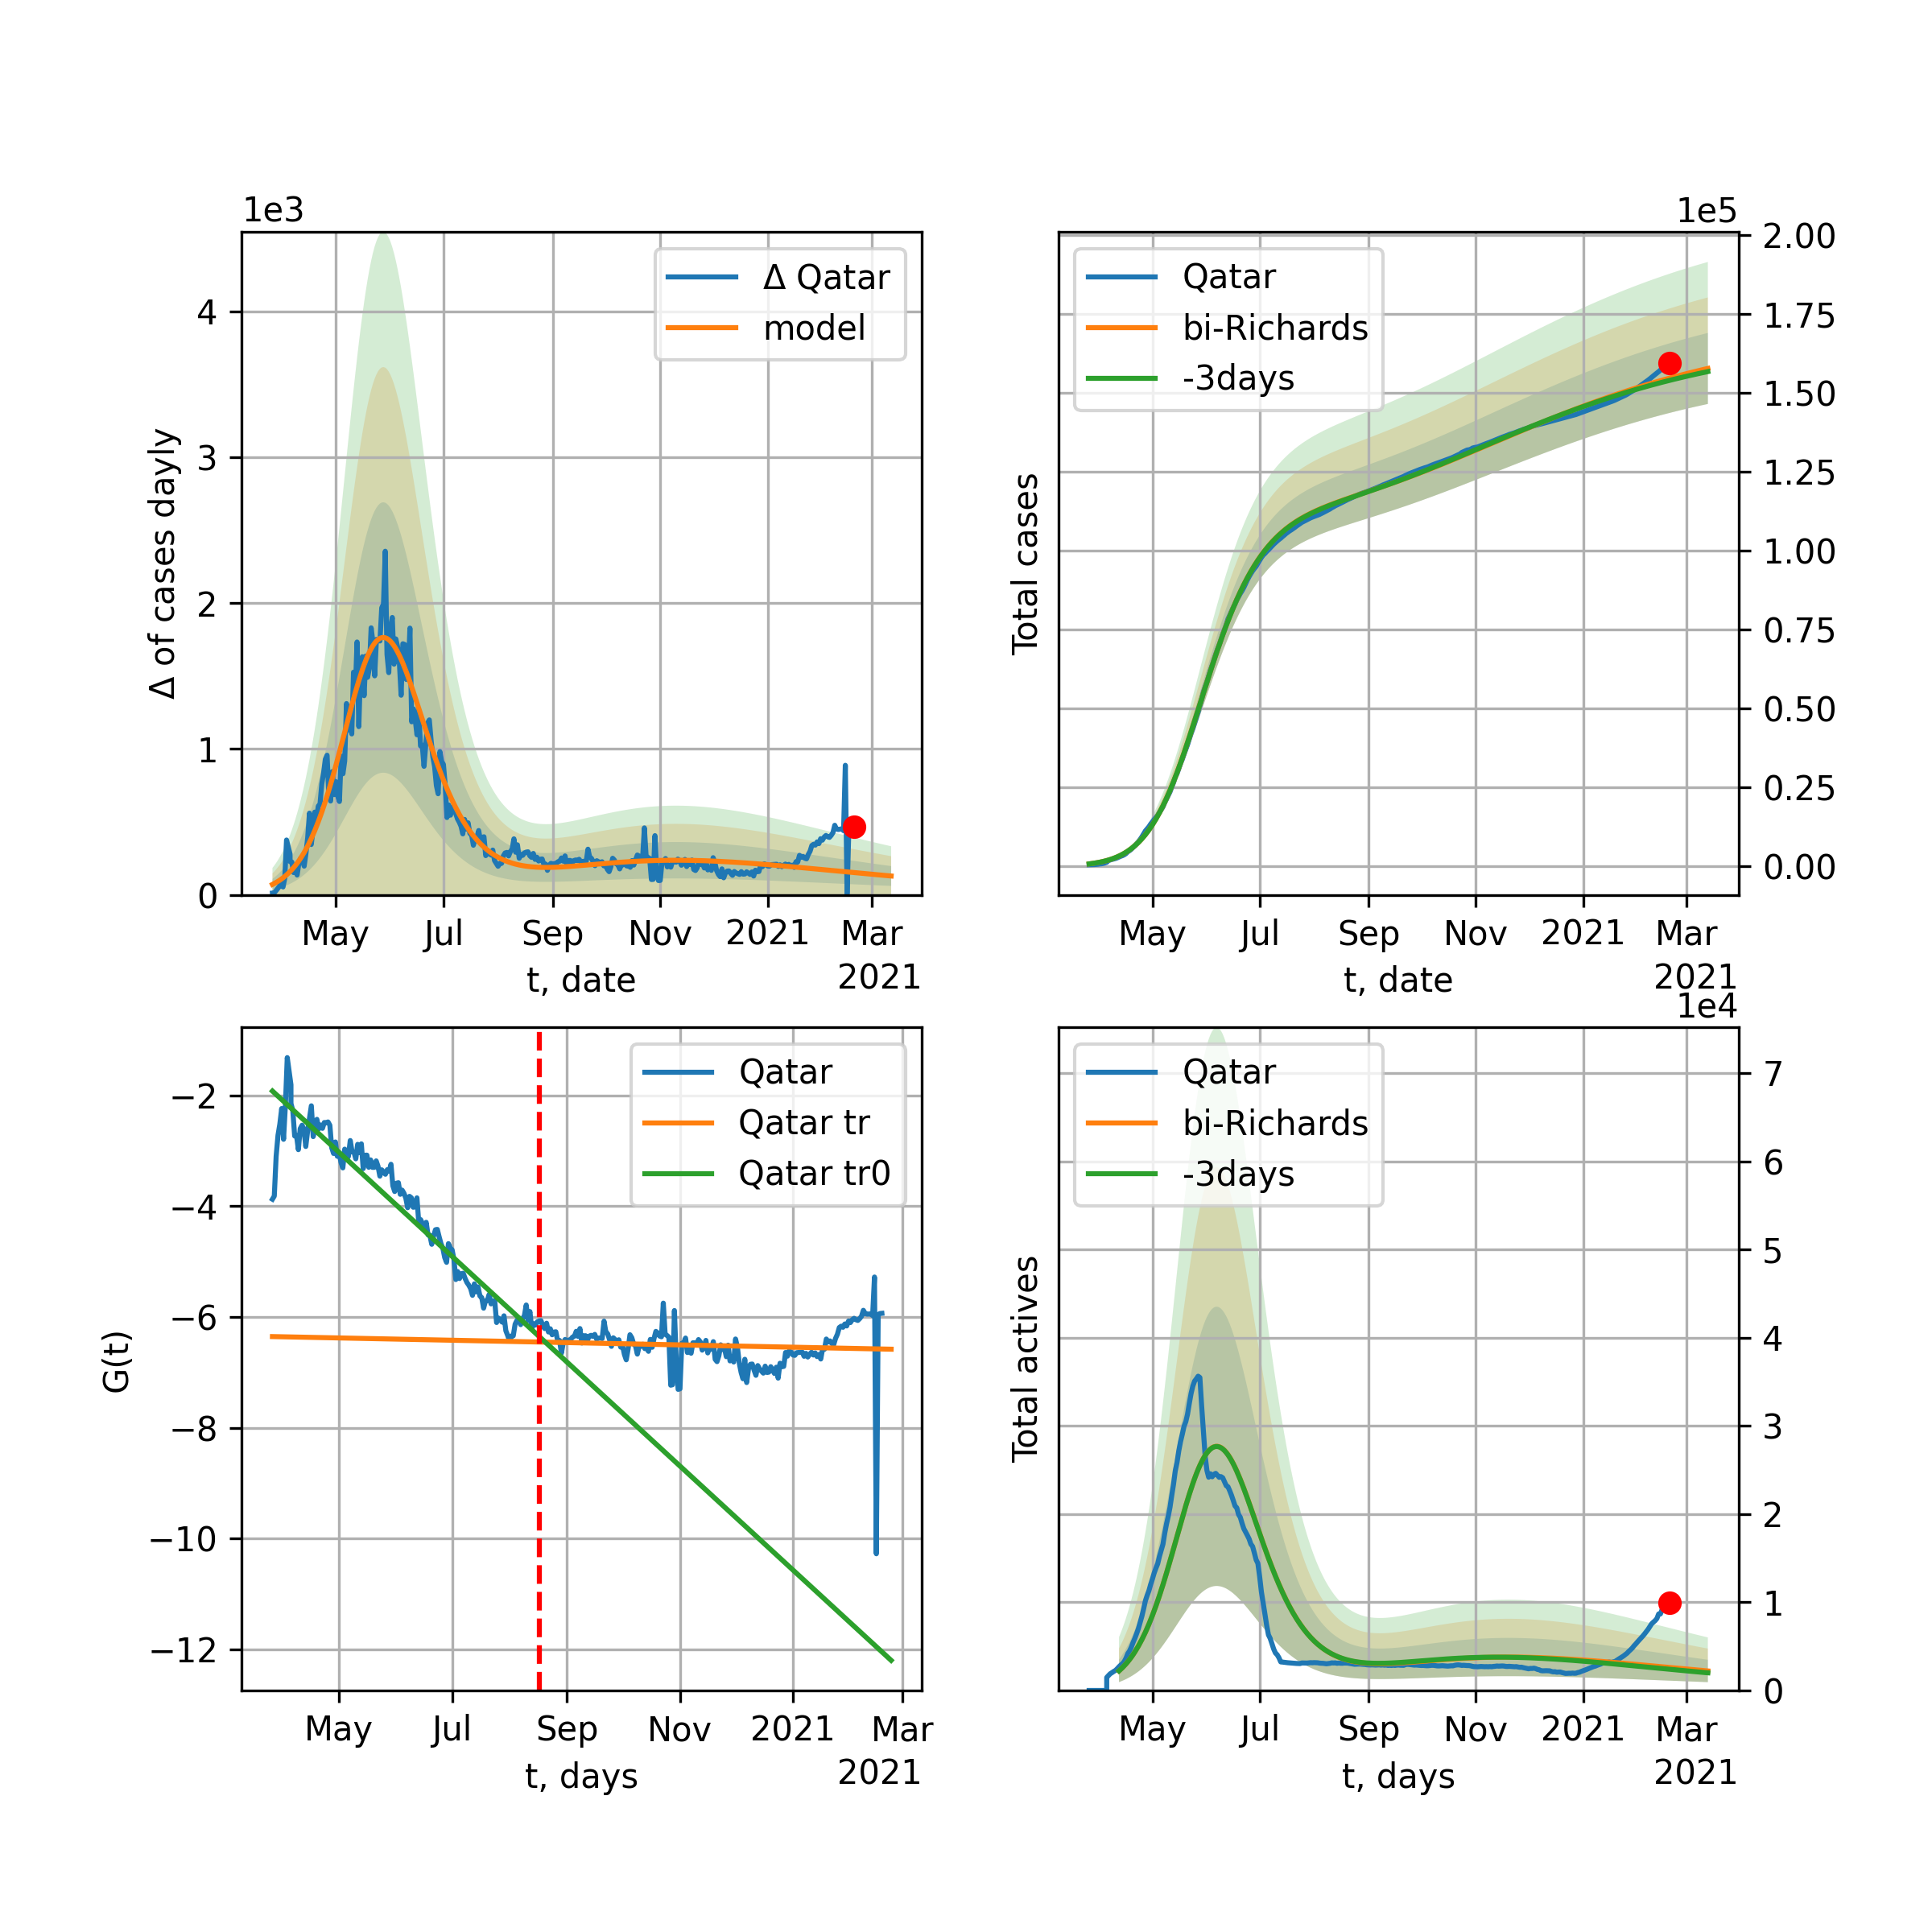 1e3
Δ of cases dayly
4
3
2
1
0
Δ Qatar
model
May Jul Sep Nov 2021 Mar
t, date 2021
1e5
Total cases
Qatar
bi-Richards
-3days
2.00
1.75
1.50
1.25
1.00
0.75
0.50
0.25
0.00
May Jul Sep Nov 2021 Mar
t, date 2021
G(t)
−2
−4
−6
−8
−10
−12
Qatar
Qatar tr
Qatar tr0
May Jul Sep Nov 2021 Mar
t, days 2021
1e4
Total actives
Qatar
bi-Richards
-3days
7
6
5
4
3
2
1
0
May Jul Sep Nov 2021 Mar
t, days 2021